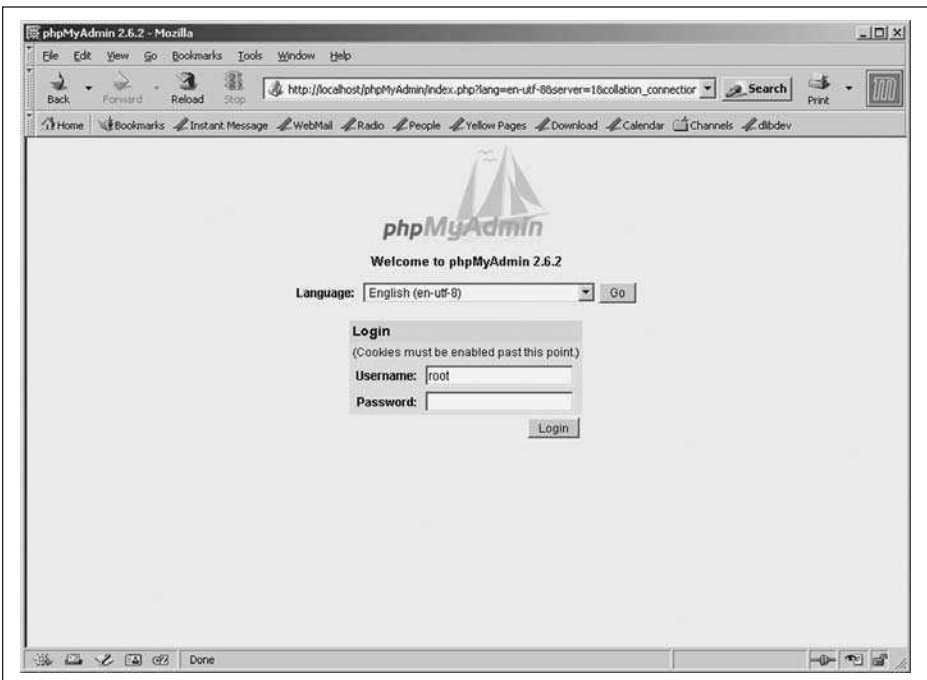 phpMyAdmin 2.6.2 - Mozilla
File Edit View Go Bookmarks Tools Window Help
Back Forward Reload Stop http://localhost/phpMyAdmin/index.php?lang=en-utf-8&server=1&collation_connection Search Print
Home Bookmarks Instant Message WebMail Radio People Yellow Pages Download Calendar Channels dlbdev
phpMyAdmin
Welcome to phpMyAdmin 2.6.2
Language: English (en-utf-8) Go
Login
(Cookies must be enabled past this point.)
Username: root
Password:
Login
Done